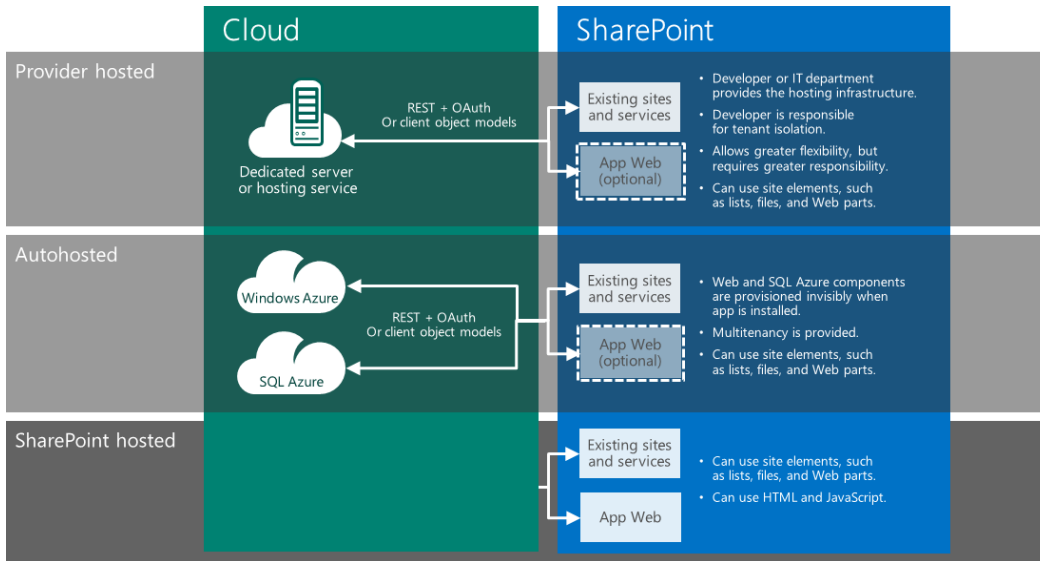 Cloud
SharePoint
Provider hosted
Dedicated server
or hosting service
REST + OAuth
Or client object models
Existing sites
and services
App Web
(optional)
• Developer or IT department
provides the hosting infrastructure.
• Developer is responsible
for tenant isolation.
• Allows greater flexibility, but
requires greater responsibility.
• Can use site elements, such
as lists, files, and Web parts.
Autohosted
Windows Azure
SQL Azure
REST + OAuth
Or client object models
Existing sites
and services
App Web
(optional)
• Web and SQL Azure components
are provisioned invisibly when
app is installed.
• Multitenancy is provided.
• Can use site elements, such
as lists, files, and Web parts.
SharePoint hosted
Existing sites
and services
App Web
• Can use site elements, such
as lists, files, and Web parts.
• Can use HTML and JavaScript.